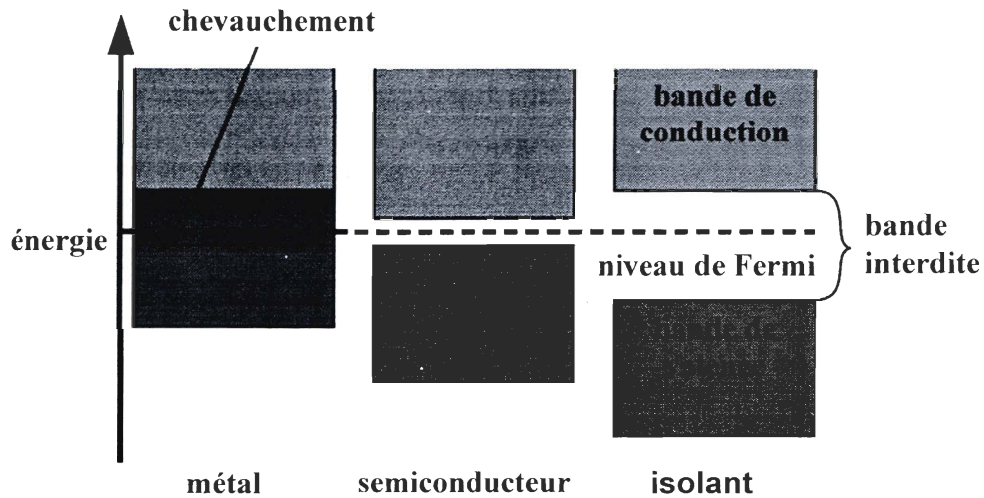 chevauchement
bande de
conduction
énergie
niveau de Fermi
bande
interdite
métal
semiconducteur
isolant